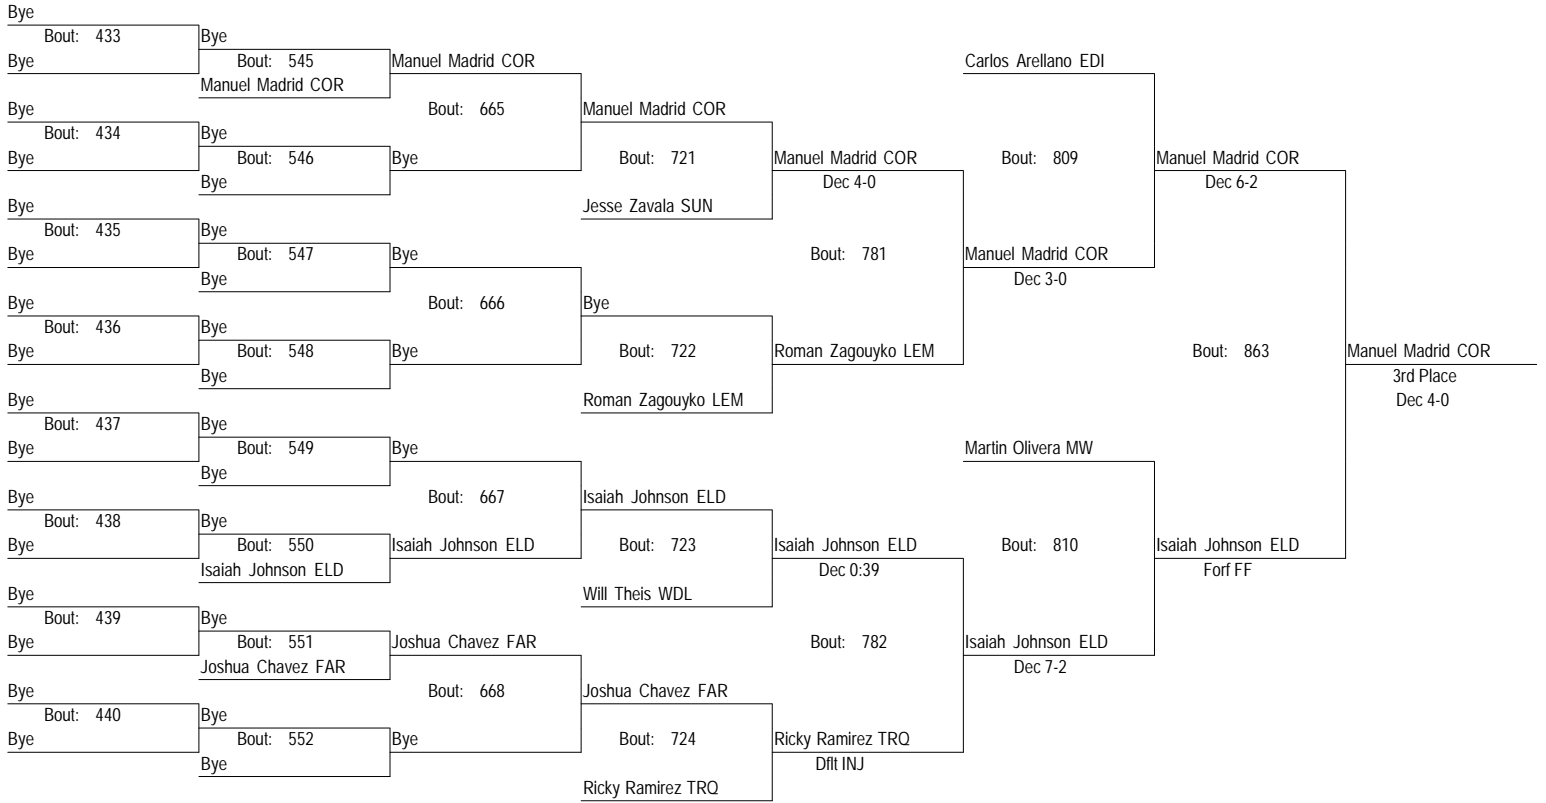 Bye
Bout: 433
Bye
Bye
Bout: 545
Manuel Madrid COR
Manuel Madrid COR
Bye
Bout: 434
Bye
Bye
Bout: 546
Bye
Bye
Bout: 665
Manuel Madrid COR
Bye
Bout: 435
Bye
Bye
Bout: 547
Bye
Bye
Bye
Bout: 436
Bye
Bye
Bout: 548
Bye
Bye
Bout: 666
Bye
Bout: 721
Jesse Zavala SUN
Manuel Madrid COR
Dec 4-0
Bout: 722
Roman Zagouyko LEM
Roman Zagouyko LEM
Bout: 781
Manuel Madrid COR
Dec 3-0
Carlos Arellano EDI
Bout: 809
Manuel Madrid COR
Dec 6-2
Bye
Bout: 437
Bye
Bye
Bout: 549
Bye
Bye
Bye
Bout: 438
Bye
Bye
Bout: 550
Isaiah Johnson ELD
Isaiah Johnson ELD
Bout: 667
Isaiah Johnson ELD
Bye
Bout: 439
Bye
Bye
Bout: 551
Joshua Chavez FAR
Joshua Chavez FAR
Bye
Bout: 440
Bye
Bye
Bout: 552
Bye
Bye
Bout: 668
Joshua Chavez FAR
Bout: 723
Will Theis WDL
Isaiah Johnson ELD
Dec 0:39
Bout: 724
Ricky Ramirez TRQ
Ricky Ramirez TRQ
Dflt INJ
Bout: 782
Isaiah Johnson ELD
Dec 7-2
Martin Olivera MW
Bout: 810
Isaiah Johnson ELD
Forf FF
Bout: 863
Manuel Madrid COR
3rd Place
Dec 4-0